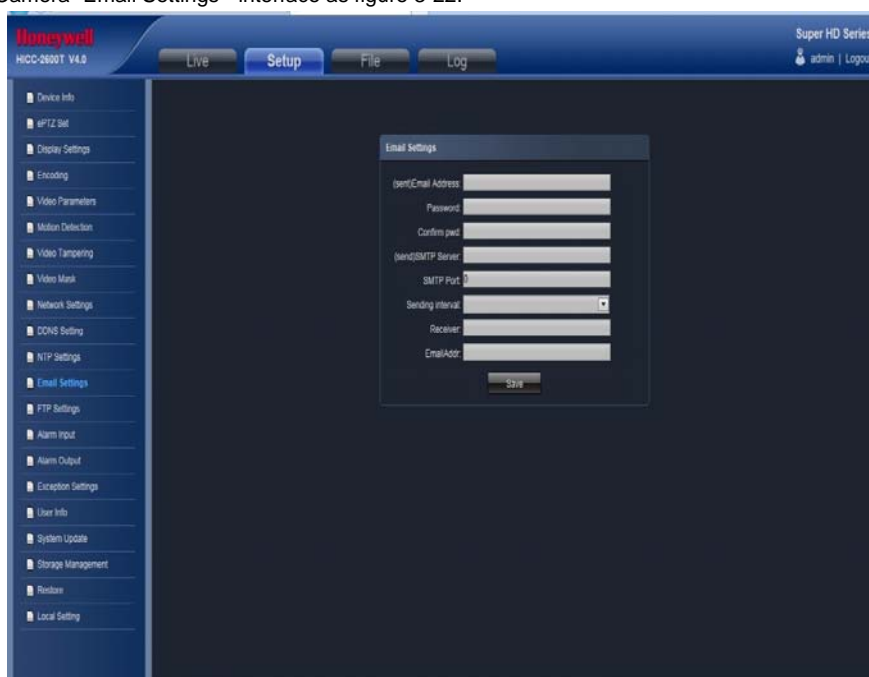 Camera "Email Settings" interface as figure 3-22.
Honeywell
HICC-2600T V4.0
Live
Setup
File
Log
Super HD Series
admin | Logout
Device Info
ePTZ Set
Display Settings
Encoding
Video Parameters
Motion Detection
Video Tampering
Video Mask
Network Settings
DDNS Setting
NTP Settings
Email Settings
FTP Settings
Alarm Input
Alarm Output
Exception Settings
User Info
System Update
Storage Management
Restore
Local Setting
Email Settings
(sent)Email Address:
Password:
Confirm pwd:
(send)SMTP Server:
SMTP Port: 0
Sending interval:
Receiver:
EmailAddr:
Save